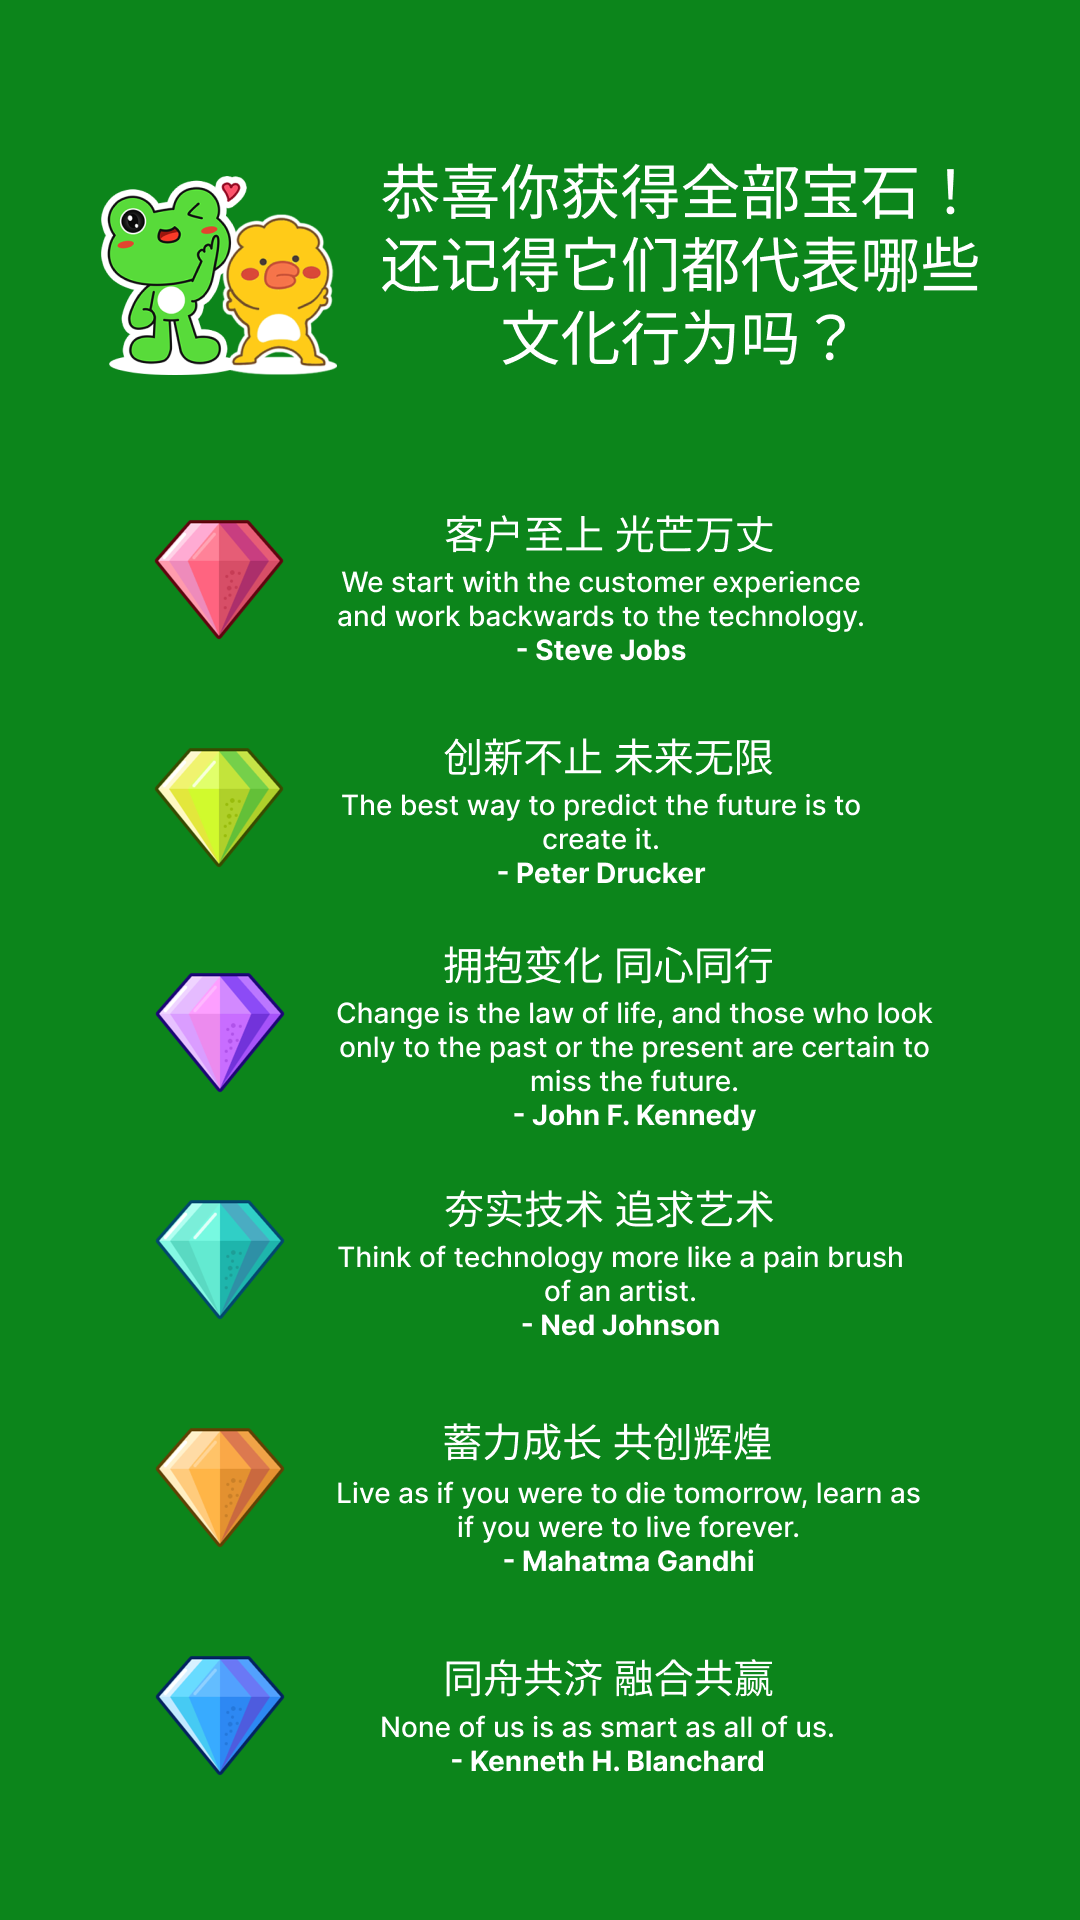 恭喜你获得全部宝石！
还记得它们都代表哪些
文化行为吗？
客户至上 光芒万丈
We start with the customer experience
and work backwards to the technology.
- Steve Jobs
创新不止 未来无限
The best way to predict the future is to
create it.
- Peter Drucker
拥抱变化 同心同行
Change is the law of life, and those who look
only to the past or the present are certain to
miss the future.
- John F. Kennedy
夯实技术 追求艺术
Think of technology more like a pain brush
of an artist.
- Ned Johnson
蓄力成长 共创辉煌
Live as if you were to die tomorrow, learn as
if you were to live forever.
- Mahatma Gandhi
同舟共济 融合共赢
None of us is as smart as all of us.
- Kenneth H. Blanchard